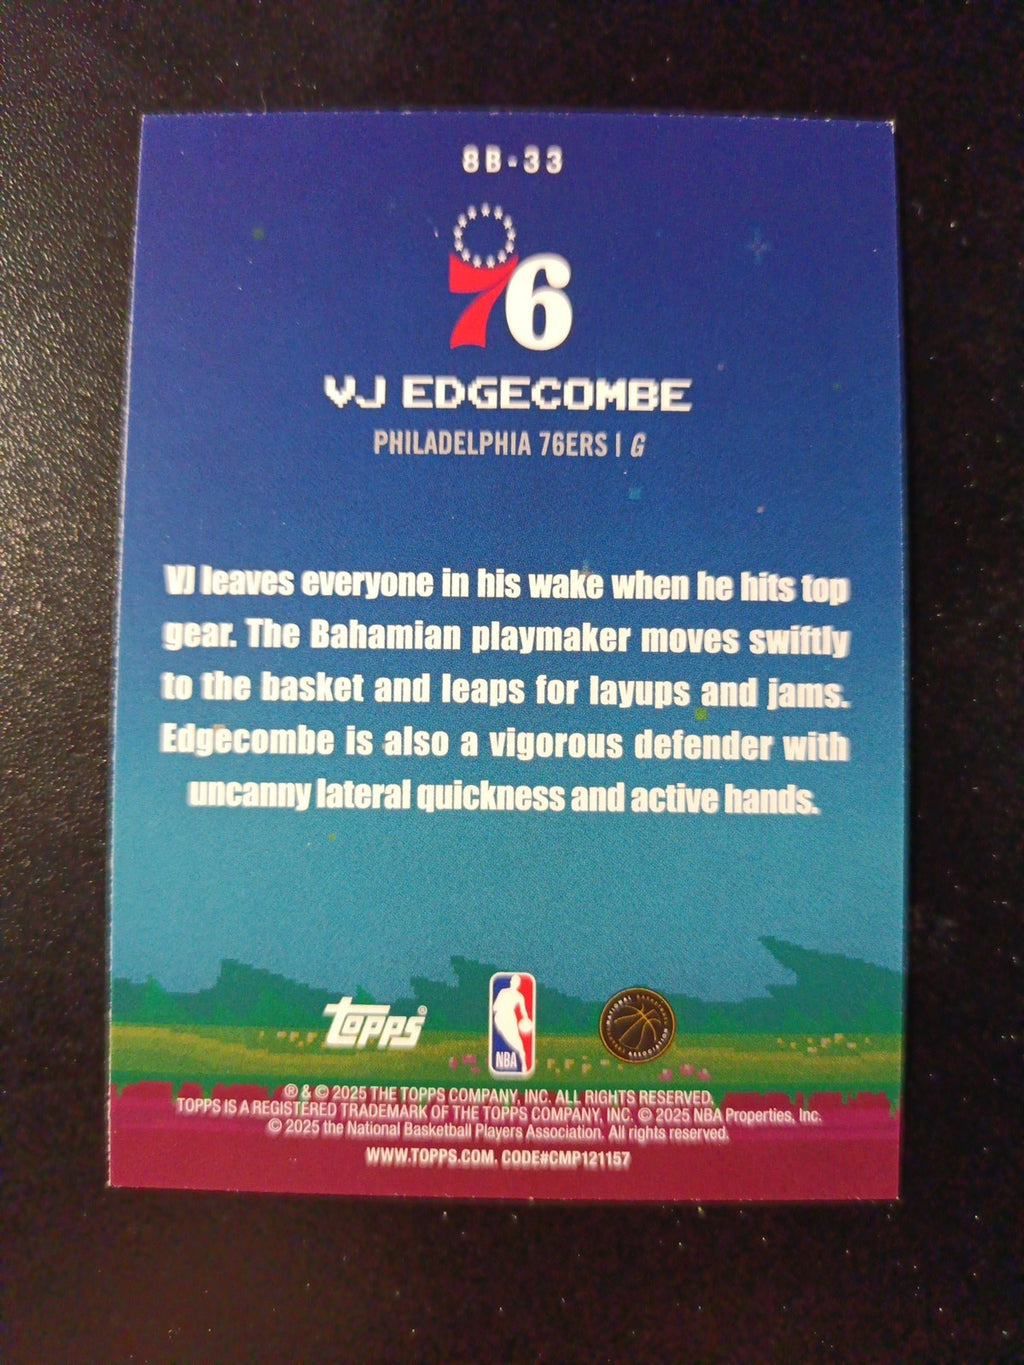 8B-33
76
VJ EDGECOMBE
PHILADELPHIA 76ERS | G
VJ leaves everyone in his wake when he hits top
gear. The Bahamian playmaker moves swiftly
to the basket and leaps for layups and jams.
Edgecombe is also a vigorous defender with
uncanny lateral quickness and active hands.
topps®
NBA
NATIONAL BASKETBALL PLAYERS ASSOCIATION
® & © 2025 THE TOPPS COMPANY, INC. ALL RIGHTS RESERVED.
TOPPS IS A REGISTERED TRADEMARK OF THE TOPPS COMPANY, INC. © 2025 NBA Properties, Inc.
© 2025 the National Basketball Players Association. All rights reserved.
WWW.TOPPS.COM. CODE#CMP121157